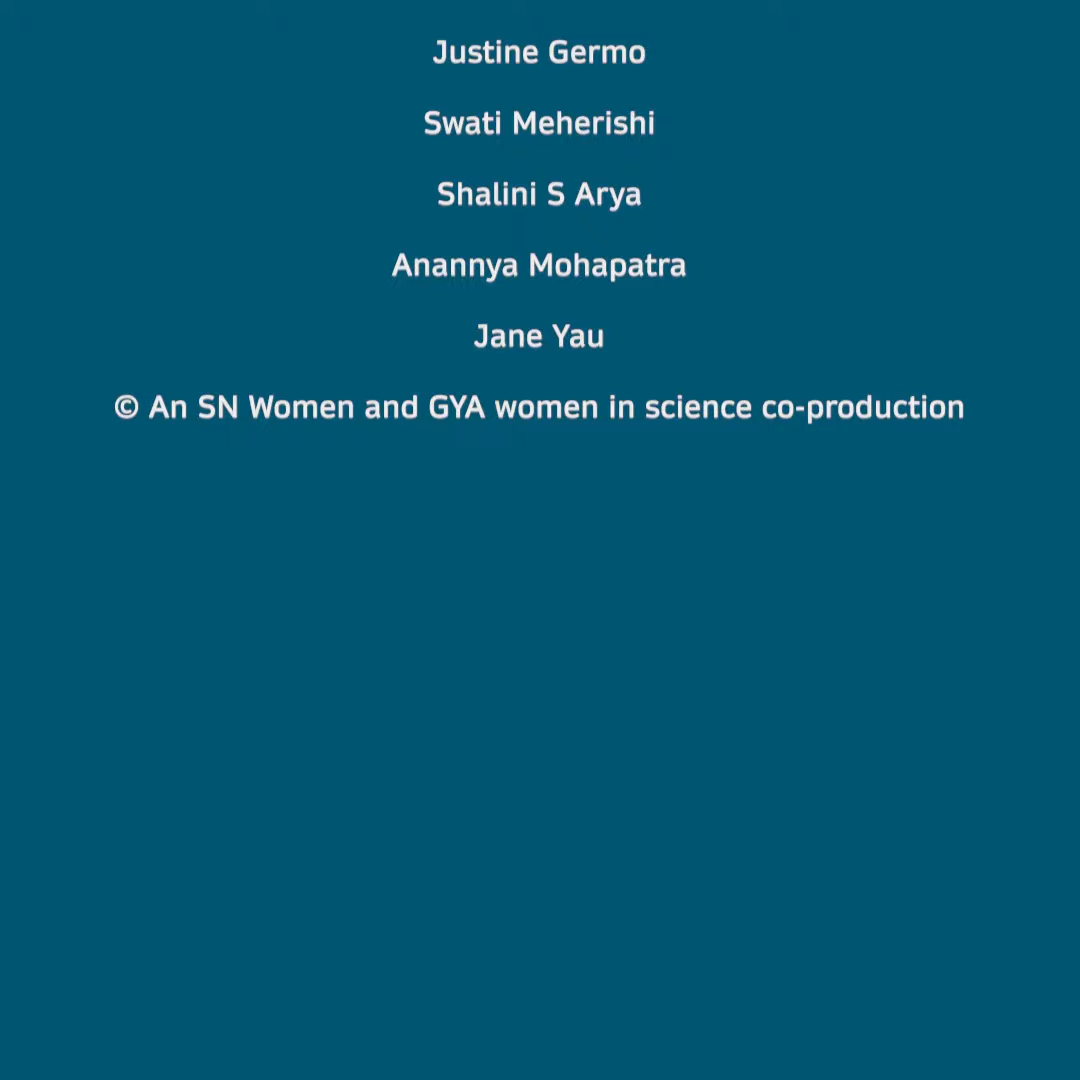 Justine Germo
Swati Meherishi
Shalini S Arya
Anannya Mohapatra
Jane Yau
© An SN Women and GYA women in science co-production